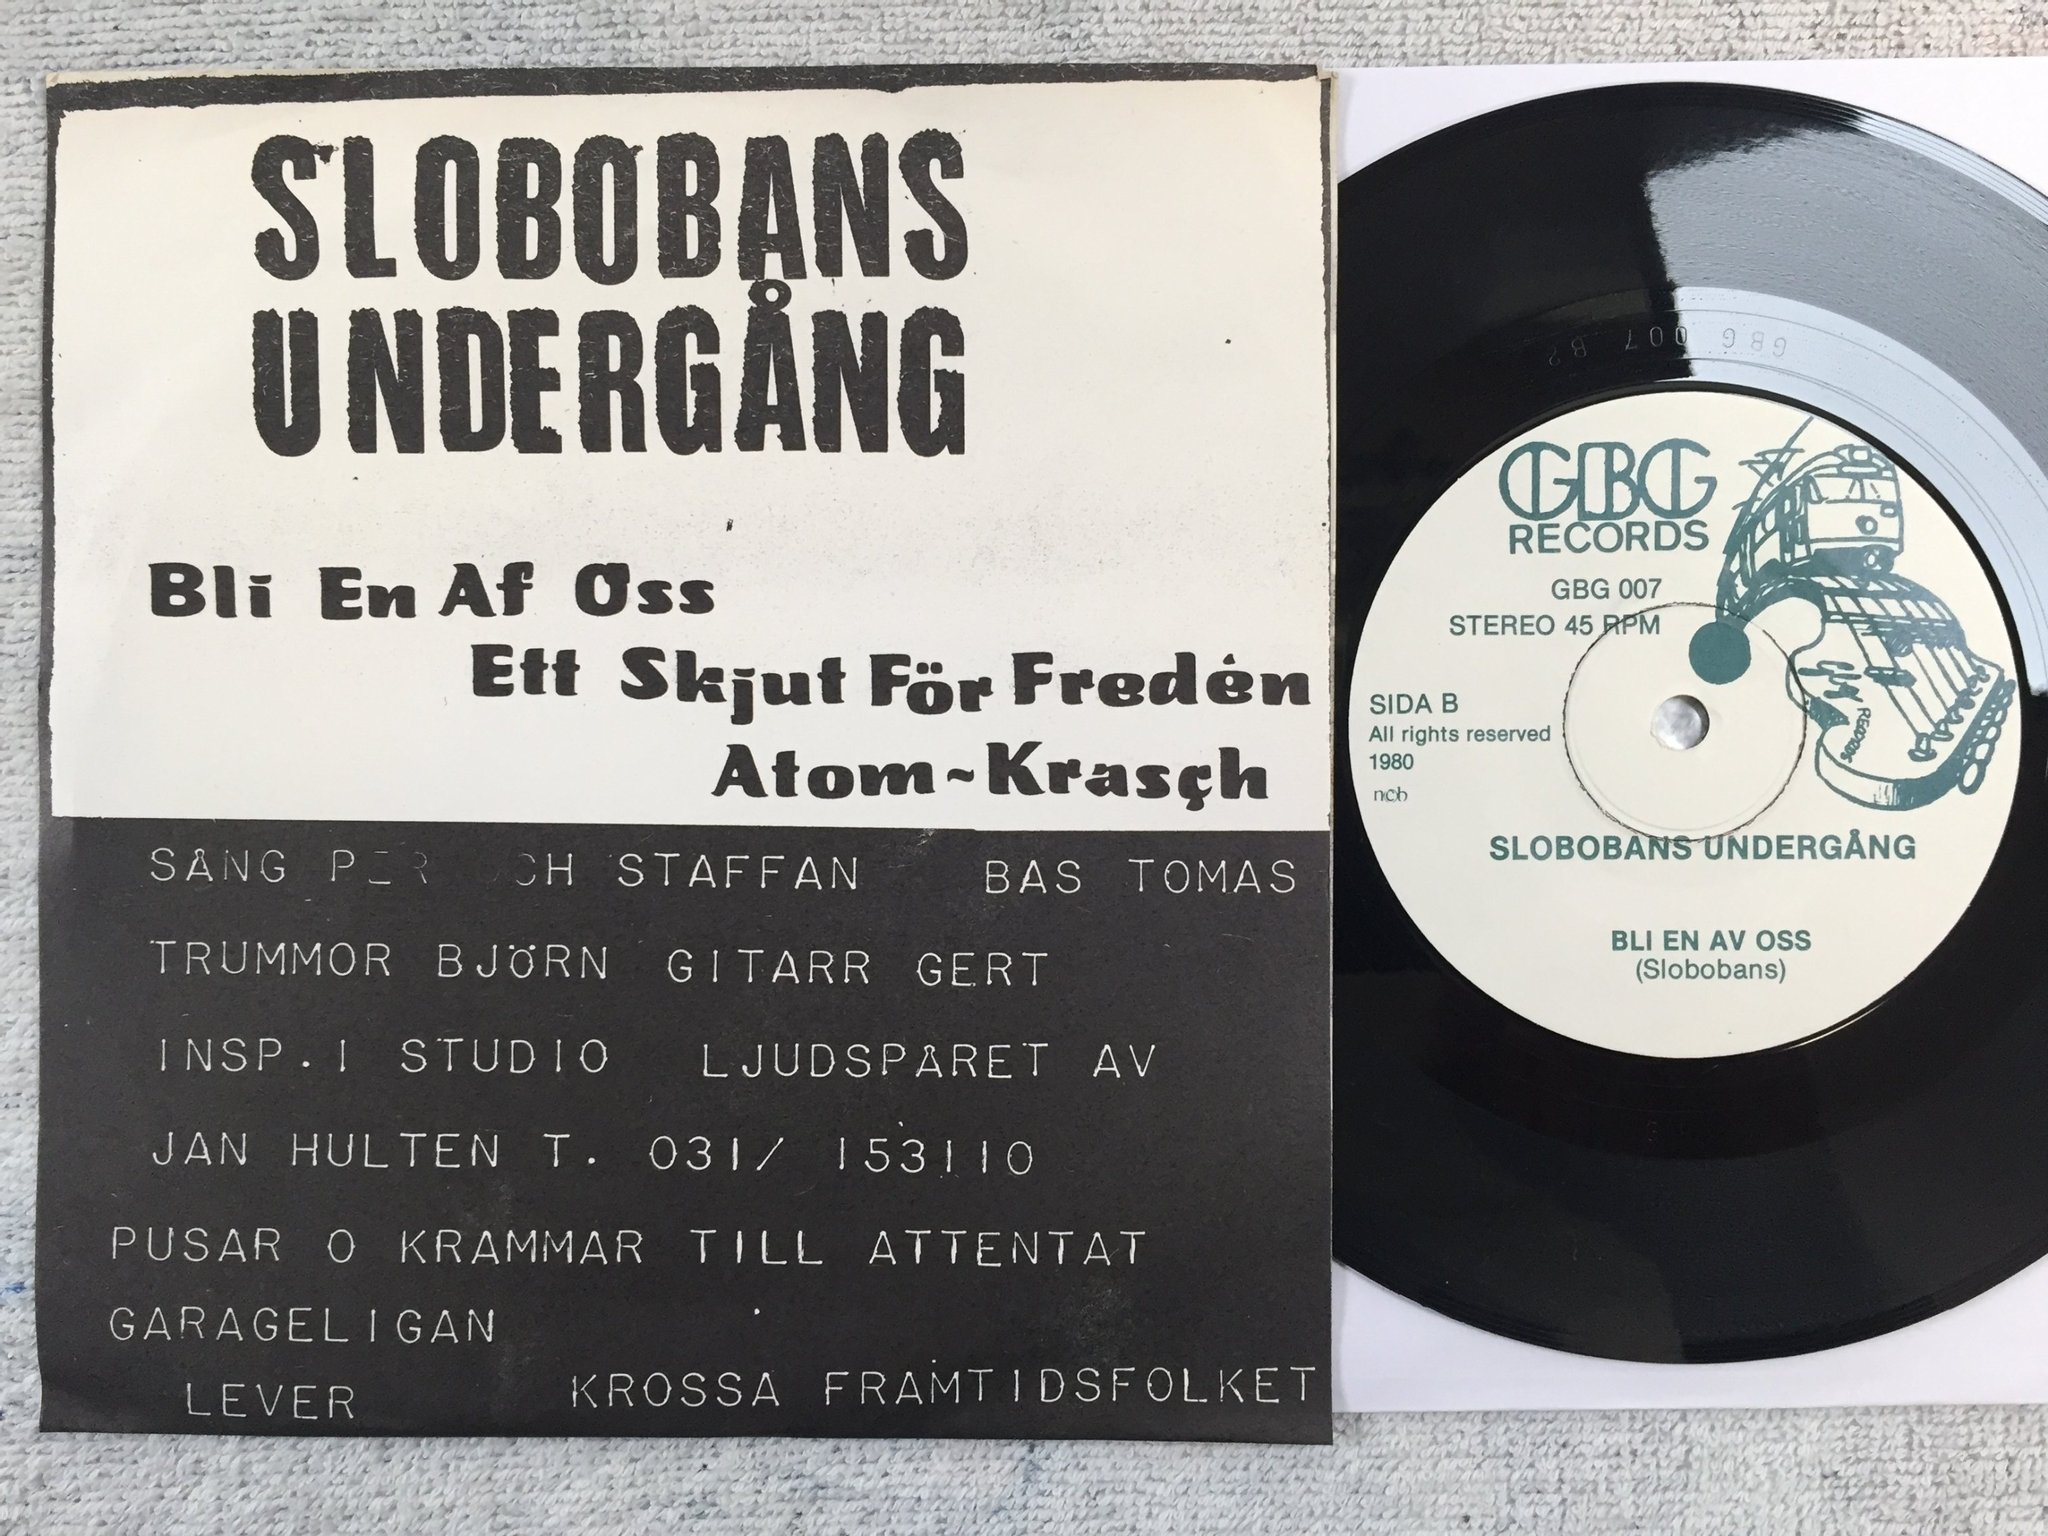 SLOBOBANS
UNDERGÅNG
Bli En Af Oss
Ett Skjut För Fredén
Atom-Krasçh
SÅNG PER OCH STAFFAN BAS TOMAS
TRUMMOR BJÖRN GITARR GERT
INSP.I STUDIO LJUDSPÅRET AV
JAN HULTEN T. 031/ 153110
PUSAR O KRAMMAR TILL ATTENTAT
GARAGELIGAN
LEVER KROSSA FRAMTIDSFOLKET
GBG 007 B2
GBG
RECORDS
GBG 007
STEREO 45 RPM
SIDA B
All rights reserved
1980
ncb
RECORDS
SLOBOBANS UNDERGÅNG
BLI EN AV OSS
(Slobobans)